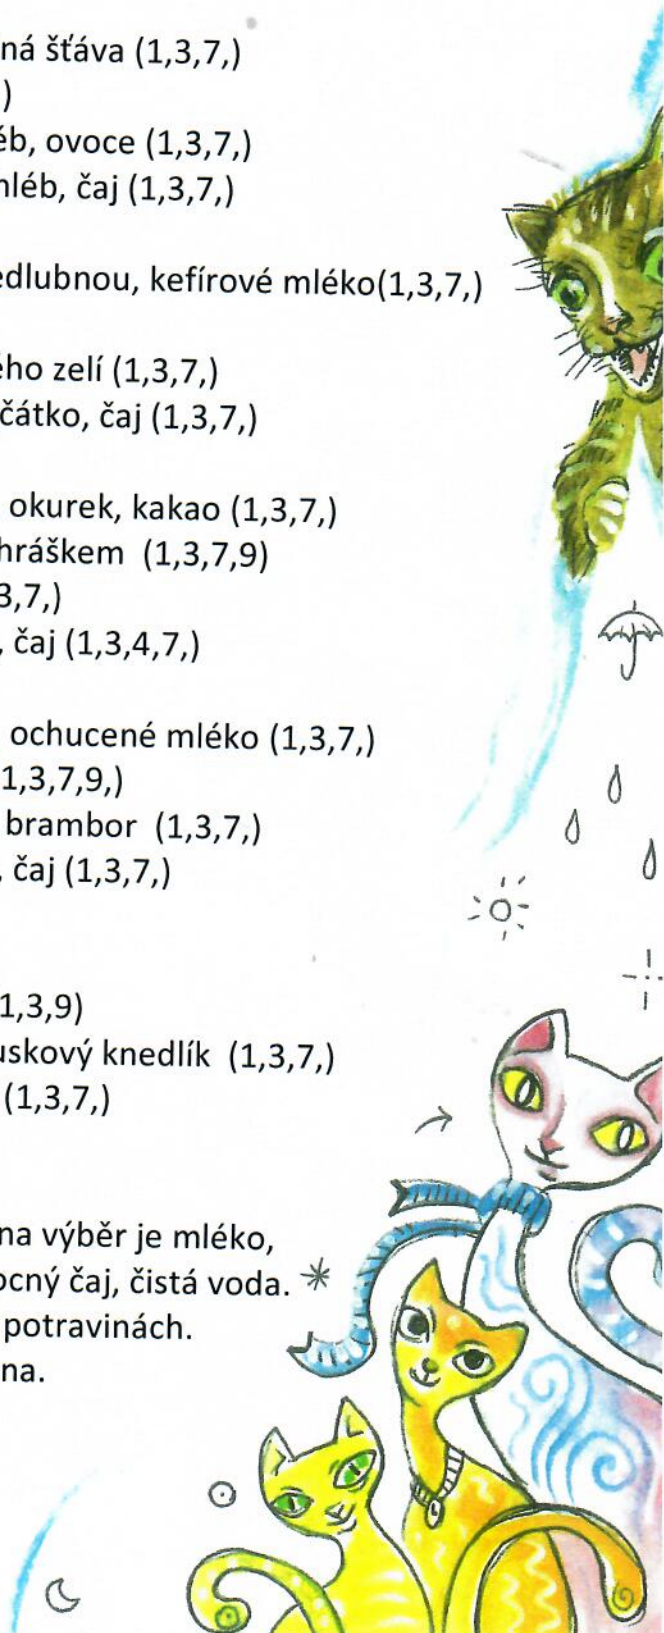 ná šťáva (1,3,7,)
)
éb, ovoce (1,3,7,)
hléb, čaj (1,3,7,)
edlubnou, kefírové mléko(1,3,7,)
ého zelí (1,3,7,)
čátko, čaj (1,3,7,)
okurek, kakao (1,3,7,)
hráškem (1,3,7,9)
3,7,)
, čaj (1,3,4,7,)
ochucené mléko (1,3,7,)
1,3,7,9,)
brambor (1,3,7,)
, čaj (1,3,7,)
1,3,9)
uskový knedlík (1,3,7,)
(1,3,7,)
na výběr je mléko,
ocný čaj, čistá voda.
potravinách.
na.